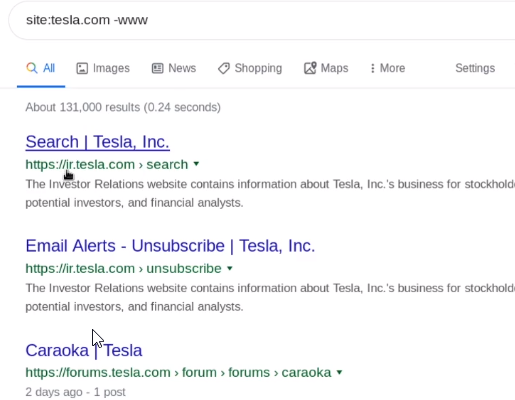 site:tesla.com -www
All Images News Shopping Maps More Settings
About 131,000 results (0.24 seconds)
Search | Tesla, Inc.
https://ir.tesla.com › search
The Investor Relations website contains information about Tesla, Inc.'s business for stockhold
potential investors, and financial analysts.
Email Alerts - Unsubscribe | Tesla, Inc.
https://ir.tesla.com › unsubscribe
The Investor Relations website contains information about Tesla, Inc.'s business for stockhold
potential investors, and financial analysts.
Caraoka | Tesla
https://forums.tesla.com › forum › forums › caraoka
2 days ago - 1 post